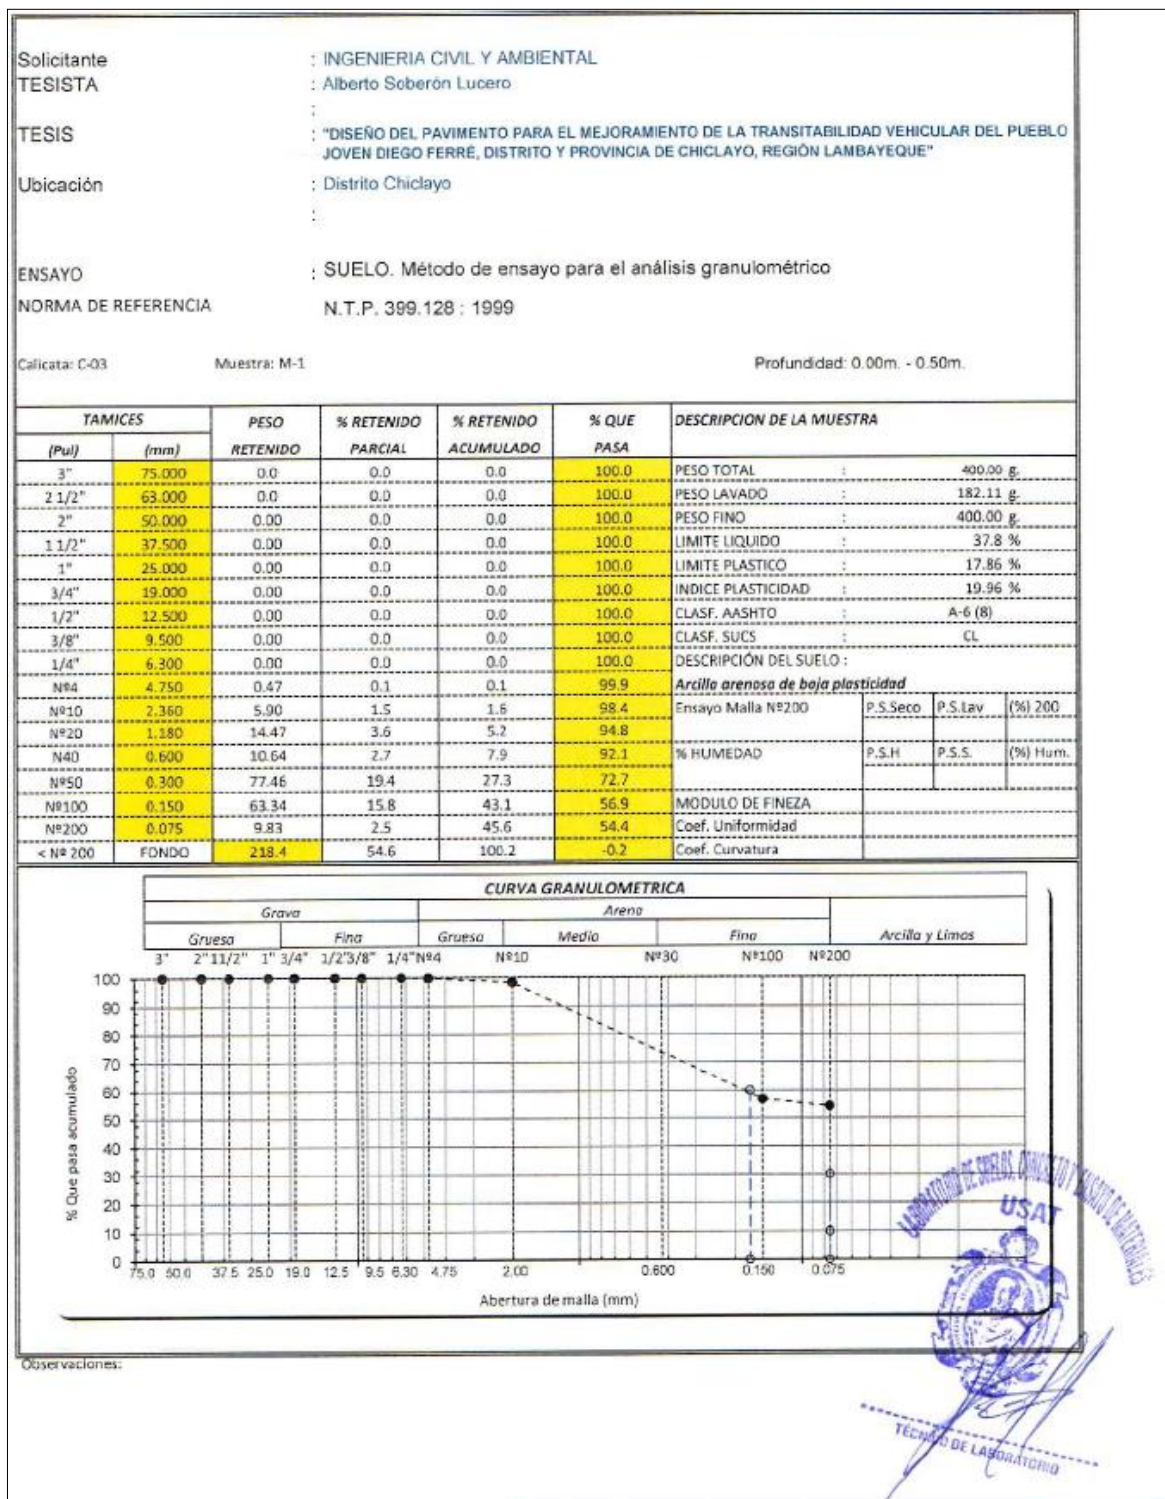 Solicitante : INGENIERIA CIVIL Y AMBIENTAL
TESISTA : Alberto Soberón Lucero
:
TESIS : "DISEÑO DEL PAVIMENTO PARA EL MEJORAMIENTO DE LA TRANSITABILIDAD VEHICULAR DEL PUEBLO
JOVEN DIEGO FERRÉ, DISTRITO Y PROVINCIA DE CHICLAYO, REGIÓN LAMBAYEQUE"
Ubicación : Distrito Chiclayo
:
ENSAYO : SUELO. Método de ensayo para el análisis granulométrico
NORMA DE REFERENCIA N.T.P. 399.128 : 1999
Calicata: C-03 Muestra: M-1 Profundidad: 0.00m. - 0.50m.
TAMICES PESO % RETENIDO % RETENIDO % QUE DESCRIPCION DE LA MUESTRA
(Pul) (mm) RETENIDO PARCIAL ACUMULADO PASA
3" 75.000 0.0 0.0 0.0 100.0 PESO TOTAL : 400.00 g.
2 1/2" 63.000 0.0 0.0 0.0 100.0 PESO LAVADO : 182.11 g.
2" 50.000 0.00 0.0 0.0 100.0 PESO FINO : 400.00 g.
1 1/2" 37.500 0.00 0.0 0.0 100.0 LIMITE LIQUIDO : 37.8 %
1" 25.000 0.00 0.0 0.0 100.0 LIMITE PLASTICO : 17.86 %
3/4" 19.000 0.00 0.0 0.0 100.0 INDICE PLASTICIDAD : 19.96 %
1/2" 12.500 0.00 0.0 0.0 100.0 CLASF. AASHTO : A-6 (8)
3/8" 9.500 0.00 0.0 0.0 100.0 CLASF. SUCS : CL
1/4" 6.300 0.00 0.0 0.0 100.0 DESCRIPCIÓN DEL SUELO :
Nº4 4.750 0.47 0.1 0.1 99.9 Arcilla arenosa de baja plasticidad
Nº10 2.360 5.90 1.5 1.6 98.4 Ensayo Malla Nº200 P.S.Seco P.S.Lav (%) 200
Nº20 1.180 14.47 3.6 5.2 94.8
N40 0.600 10.64 2.7 7.9 92.1 % HUMEDAD P.S.H P.S.S. (%) Hum.
Nº50 0.300 77.46 19.4 27.3 72.7
Nº100 0.150 63.34 15.8 43.1 56.9 MODULO DE FINEZA
Nº200 0.075 9.83 2.5 45.6 54.4 Coef. Uniformidad
< Nº 200 FONDO 218.4 54.6 100.2 -0.2 Coef. Curvatura
CURVA GRANULOMETRICA
Grava Arena
Gruesa Fina Gruesa Media Fina Arcilla y Limos
3" 2" 11/2" 1" 3/4" 1/2" 3/8" 1/4" Nº4 Nº10 Nº30 Nº100 Nº200
100
90
80
70
60
50
40
30
20
10
0
% Que pasa acumulado
75.0 50.0 37.5 25.0 19.0 12.5 9.5 6.30 4.75 2.00 0.600 0.150 0.075
Abertura de malla (mm)
LABORATORIO DE SUELOS, CONCRETO Y ENSAYO DE MATERIALES
USAT
Observaciones:
TÉCNICO DE LABORATORIO